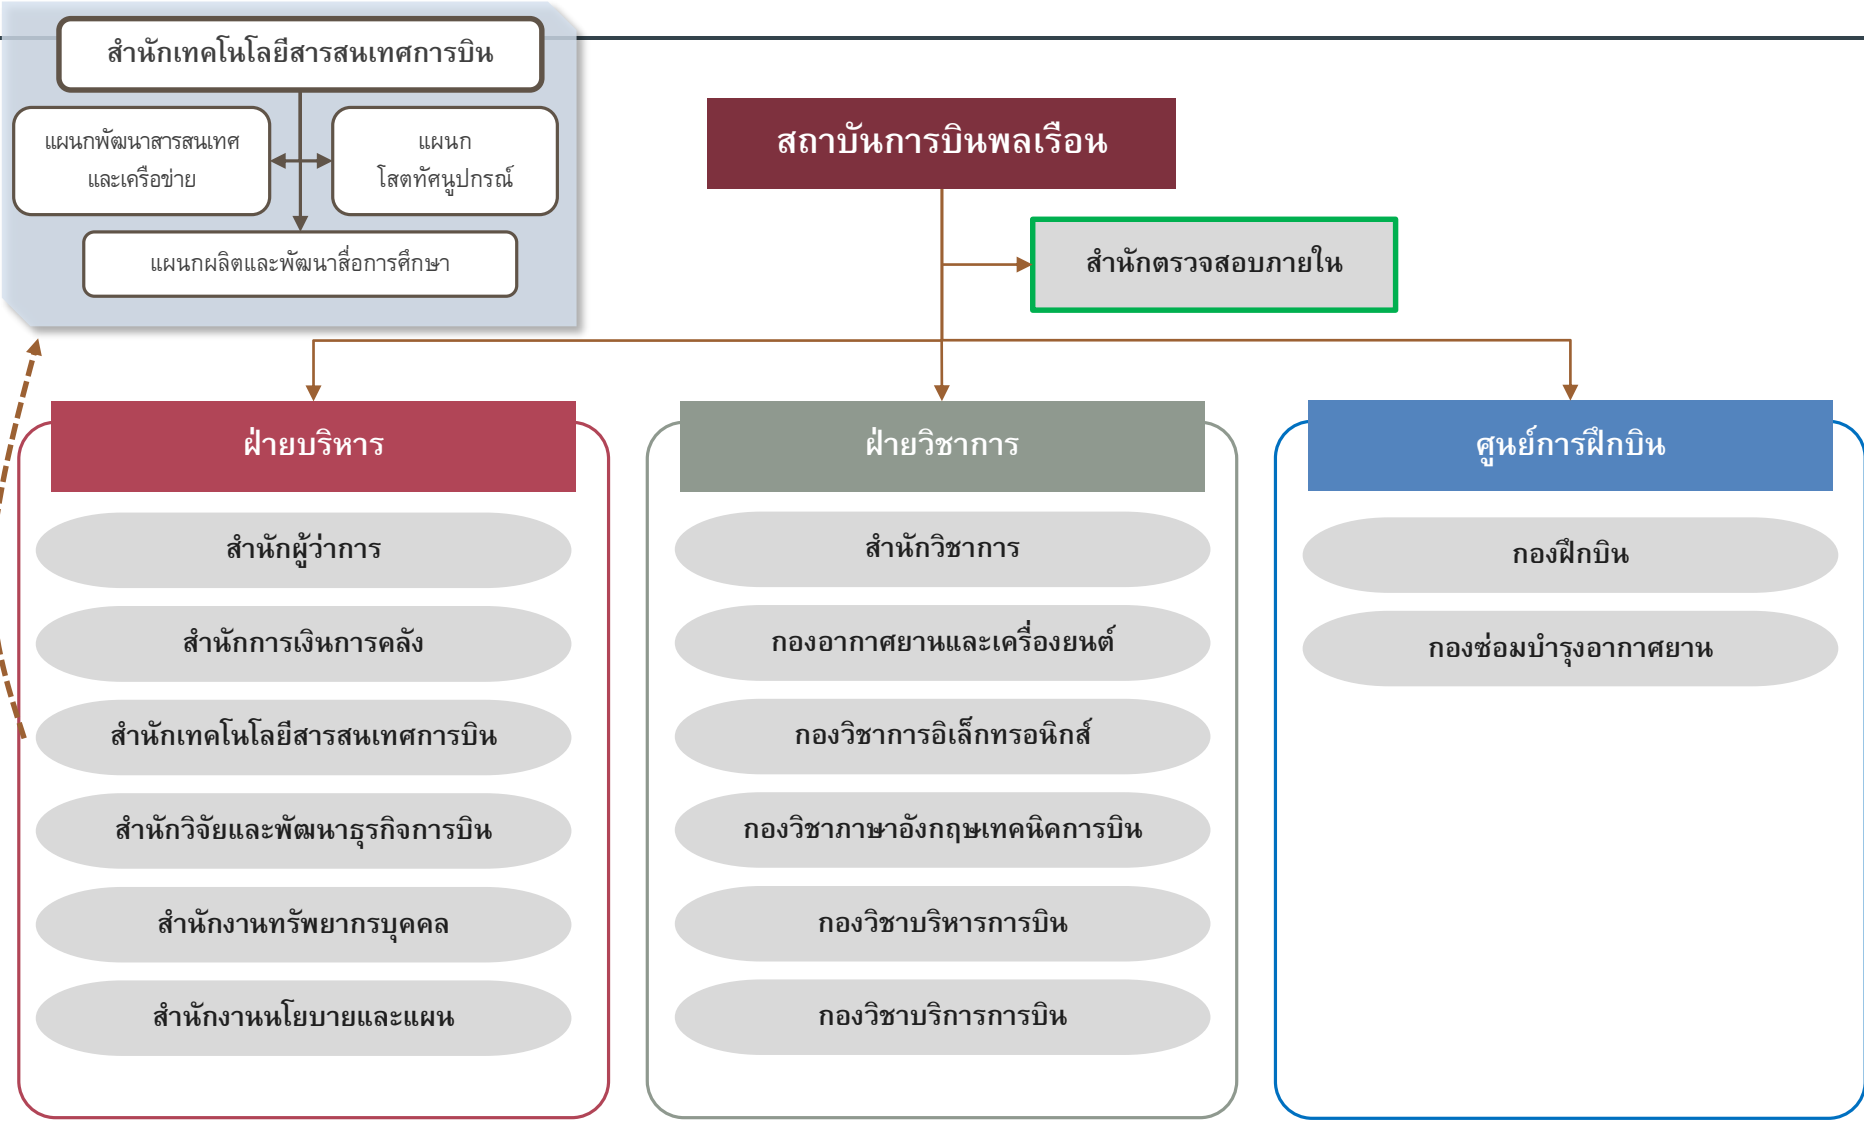 สำนักเทคโนโลยีสารสนเทศการบิน
แผนกพัฒนาสารสนเทศ
และเครือข่าย
แผนก
โสตทัศนูปกรณ์
แผนกผลิตและพัฒนาสื่อการศึกษา
สถาบันการบินพลเรือน
สำนักตรวจสอบภายใน
ฝ่ายบริหาร
สำนักผู้ว่าการ
สำนักการเงินการคลัง
สำนักเทคโนโลยีสารสนเทศการบิน
สำนักวิจัยและพัฒนาธุรกิจการบิน
สำนักงานทรัพยากรบุคคล
สำนักงานนโยบายและแผน
ฝ่ายวิชาการ
สำนักวิชาการ
กองอากาศยานและเครื่องยนต์
กองวิชาการอิเล็กทรอนิกส์
กองวิชาภาษาอังกฤษเทคนิคการบิน
กองวิชาบริหารการบิน
กองวิชาบริการการบิน
ศูนย์การฝึกบิน
กองฝึกบิน
กองซ่อมบำรุงอากาศยาน